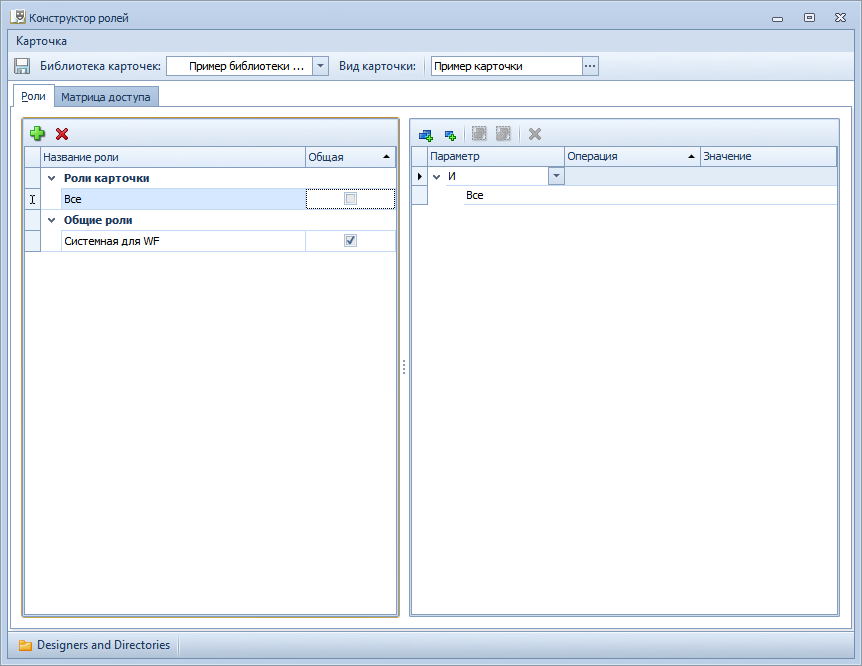 Конструктор ролей
Карточка
Библиотека карточек: Пример библиотеки ... Вид карточки: Пример карточки ...
Роли Матрица доступа
Название роли Общая Параметр Операция Значение
Роли карточки И
Все Все
Общие роли
Системная для WF
Designers and Directories